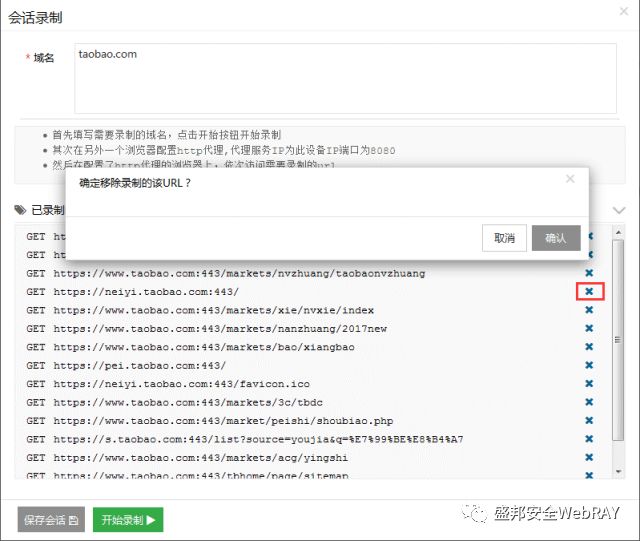 会话录制
* 域名
taobao.com
首先填写需要录制的域名，点击开始按钮开始录制
其次在另外一个浏览器配置http代理,代理服务IP为此设备IP端口为8080
然后在配置了http代理的浏览器上，依次访问需要录制的url
确定移除录制的该URL？
取消 确认
已录制
GET
GET
GET https://www.taobao.com:443/markets/nvzhuang/taobaonvzhuang
GET https://neiyi.taobao.com:443/
GET https://www.taobao.com:443/markets/xie/nvxie/index
GET https://www.taobao.com:443/markets/nanzhuang/2017new
GET https://www.taobao.com:443/markets/bao/xiangbao
GET https://pei.taobao.com:443/
GET https://neiyi.taobao.com:443/favicon.ico
GET https://www.taobao.com:443/markets/3c/tbdc
GET https://www.taobao.com:443/market/peishi/shoubiao.php
GET https://s.taobao.com:443/list?source=youjia&q=%E7%99%BE%E8%B4%A7
GET https://www.taobao.com:443/markets/acg/yingshi
GET https://www.taobao.com:443/tbhome/page/sitemap
保存会话 开始录制
盛邦安全WebRAY